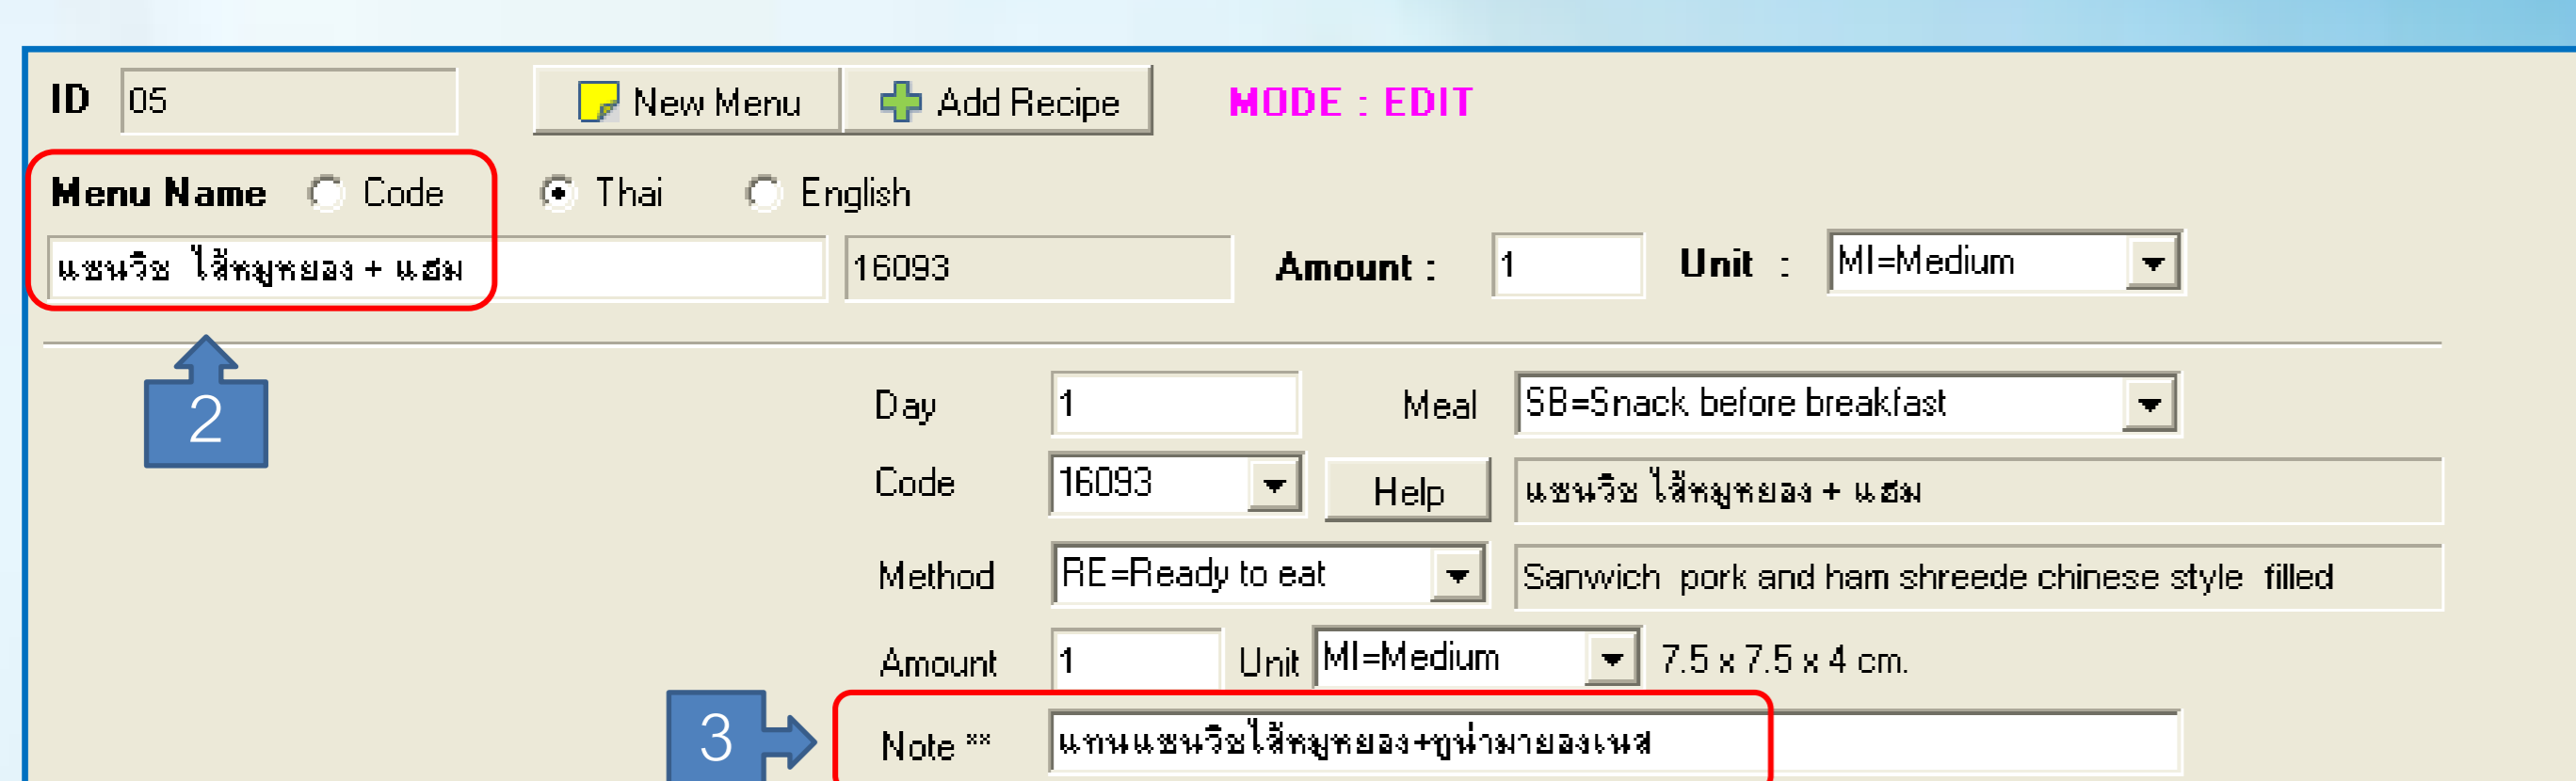 ID 05 New Menu Add Recipe MODE : EDIT
Menu Name Code Thai English
แซนวิช ไส้หมูหยอง + แฮม 16093 Amount : 1 Unit : MI=Medium
2
Day 1 Meal SB=Snack before breakfast
Code 16093 Help แซนวิช ไส้หมูหยอง + แฮม
Method RE=Ready to eat Sanwich pork and ham shreede chinese style filled
Amount 1 Unit MI=Medium 7.5 x 7.5 x 4 cm.
3 Note ** แทนแซนวิชไส้หมูหยอง+ทูน่ามายองเนส